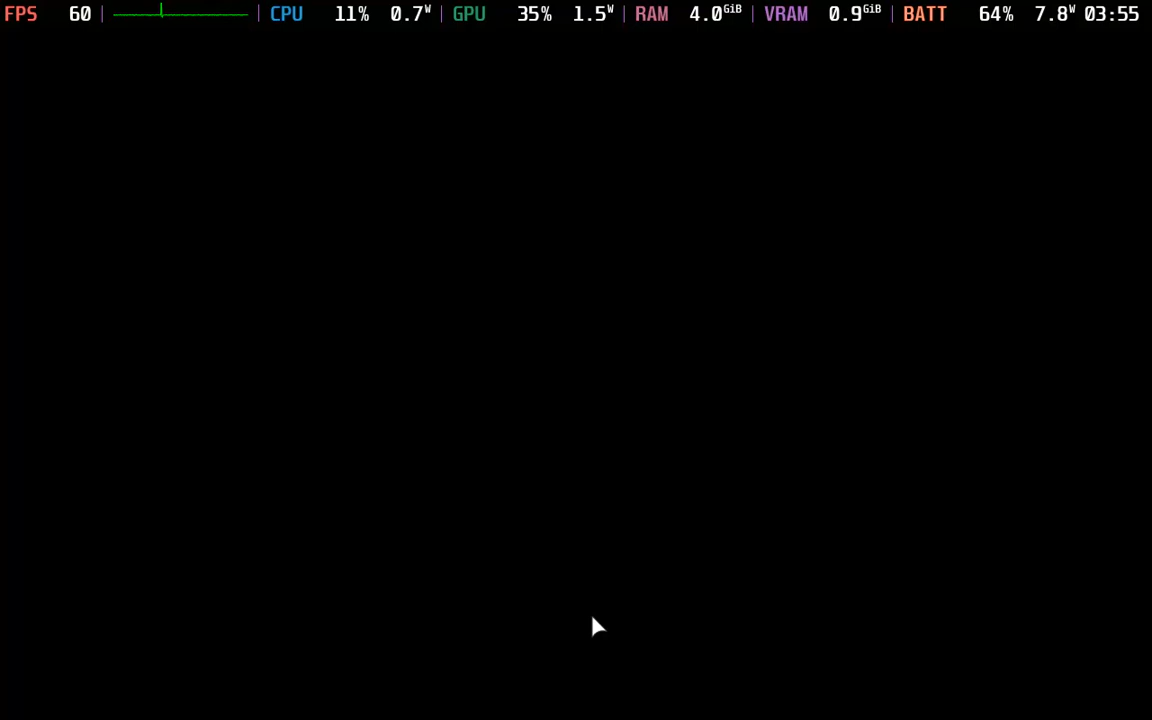 FPS 60 | | CPU 11% 0.7W | GPU 35% 1.5W | RAM 4.0GiB | VRAM 0.9GiB | BATT 64% 7.8W 03:55